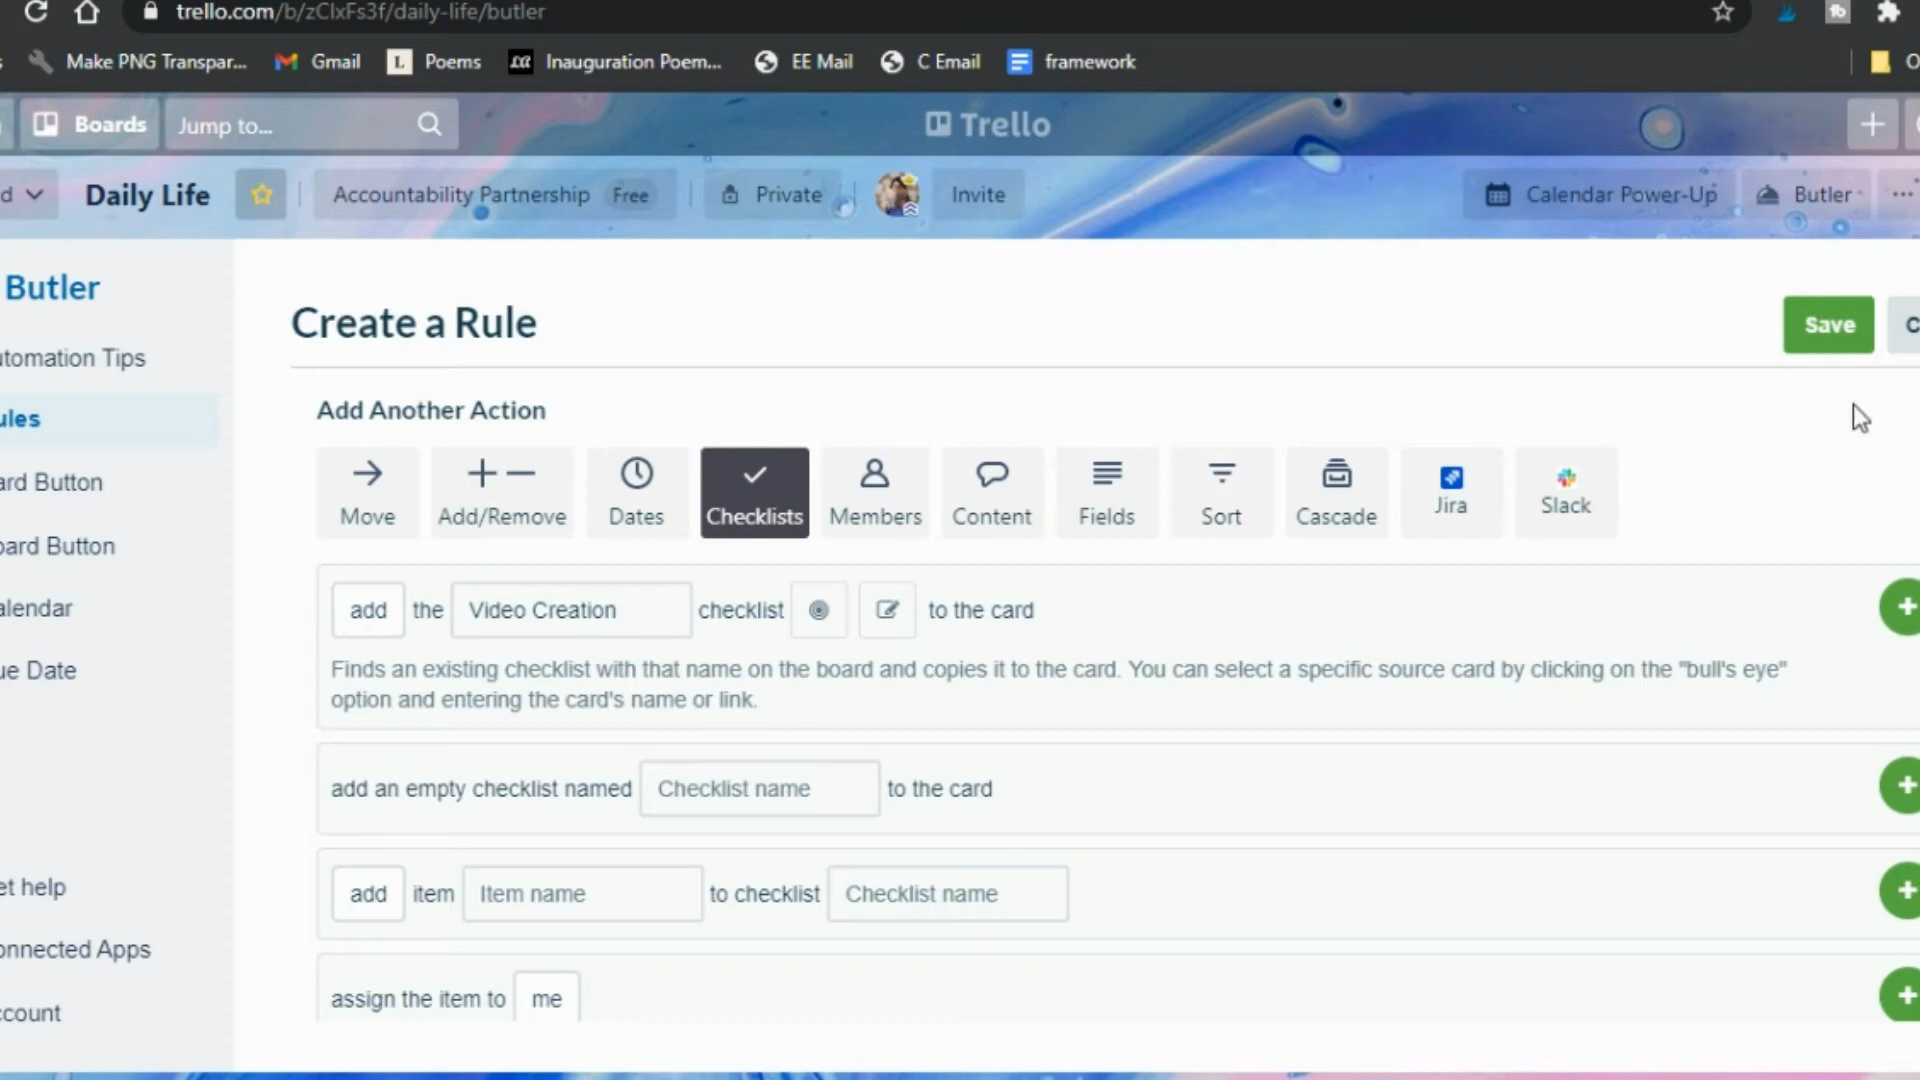 trello.com/b/zClxFs3f/daily-life/butler
Make PNG Transpar... Gmail L Poems Inauguration Poem... EE Mail C Email framework
Boards Jump to... Trello
Daily Life Accountability Partnership Free Private Invite Calendar Power-Up Butler ...
Butler
Create a Rule Save
utomation Tips
ules
Add Another Action
Move Add/Remove Dates Checklists Members Content Fields Sort Cascade Jira Slack
ard Button
oard Button
alendar
ue Date
add the Video Creation checklist to the card
Finds an existing checklist with that name on the board and copies it to the card. You can select a specific source card by clicking on the "bull's eye"
option and entering the card's name or link.
add an empty checklist named Checklist name to the card
add item Item name to checklist Checklist name
assign the item to me
et help
onnected Apps
ccount